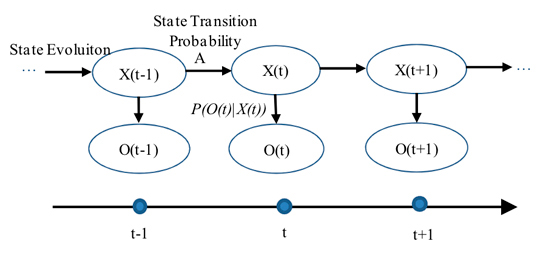 State Transition
Probability
State Evoluiton
A
...
X(t-1)
X(t)
X(t+1)
...
P(O(t)|X(t))
O(t-1)
O(t)
O(t+1)
t-1
t
t+1